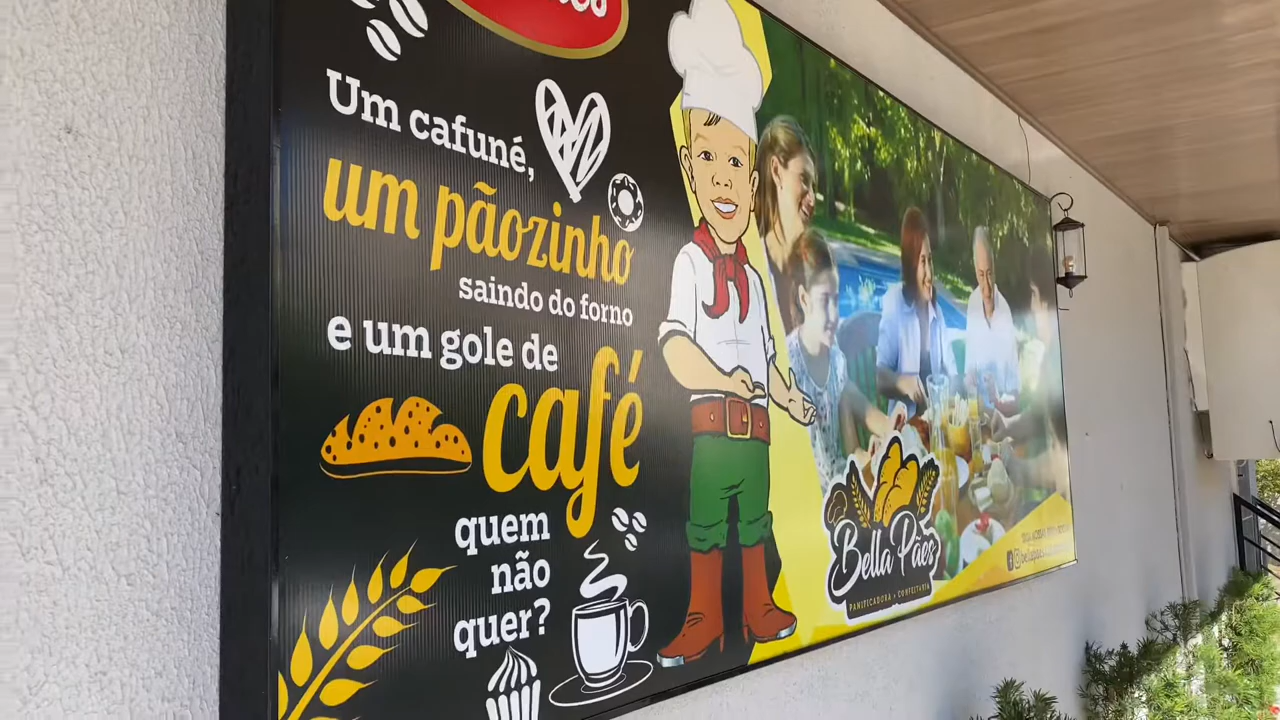 Um cafuné,
um pãozinho
saindo do forno
e um gole de
café
quem
não
quer?
Bella Pães
PANIFICADORA & CONFEITARIA